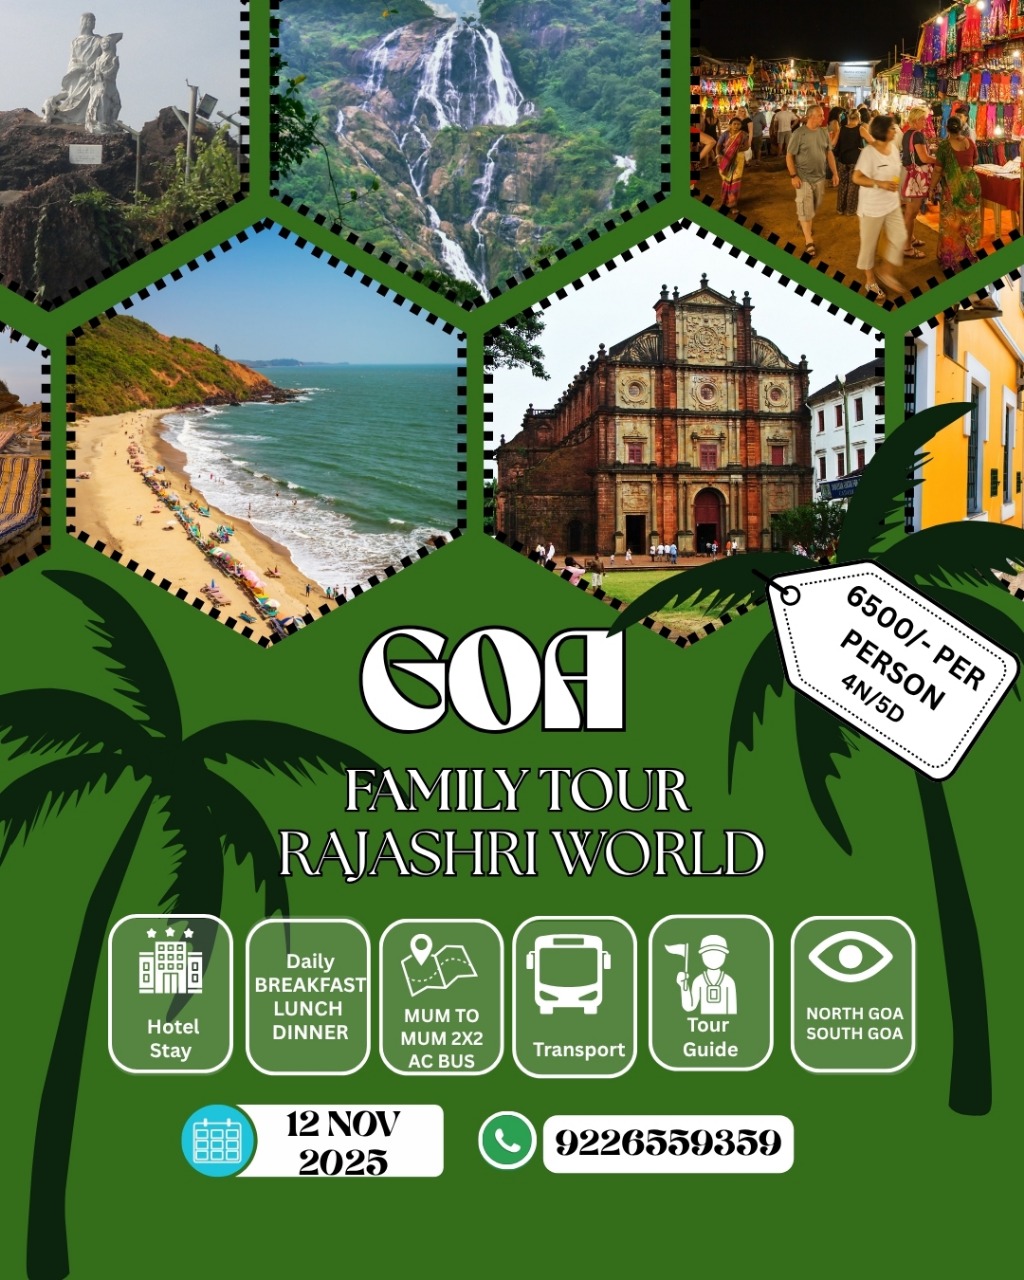 6500/- PER
PERSON
4N/5D
GOA
FAMILY TOUR
RAJASHRI WORLD
Hotel
Stay
Daily
BREAKFAST
LUNCH
DINNER
MUM TO
MUM 2X2
AC BUS
Transport
Tour
Guide
NORTH GOA
SOUTH GOA
12 NOV
2025
9226559359